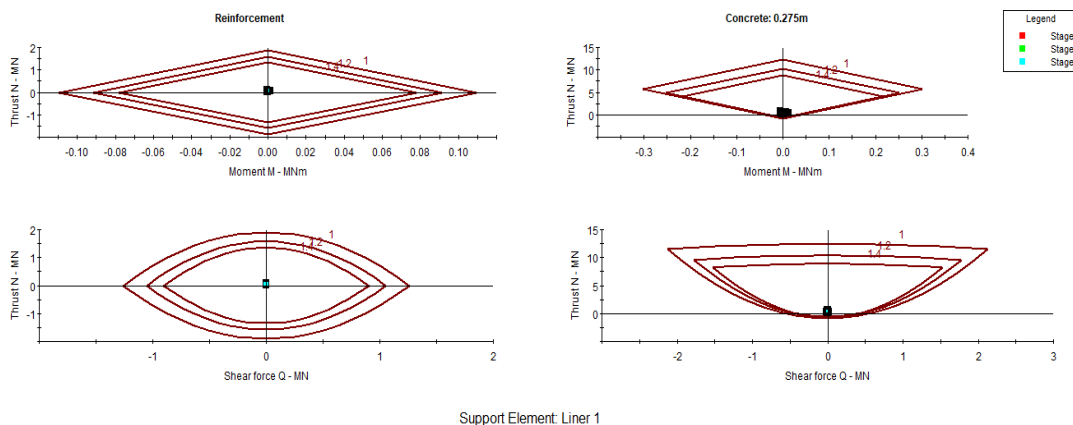 Reinforcement
Concrete: 0.275m
Legend
Stage
Stage
Stage
Thrust N - MN
2
1
0
-1
1.4
1.2
1
-0.10 -0.08 -0.06 -0.04 -0.02 0.00 0.02 0.04 0.06 0.08 0.10
Moment M - MNm
Thrust N - MN
15
10
5
0
1.4
1.2
1
-0.3 -0.2 -0.1 0.0 0.1 0.2 0.3 0.4
Moment M - MNm
Thrust N - MN
2
1
0
-1
1.4
1.2
1
-1 0 1 2
Shear force Q - MN
Thrust N - MN
15
10
5
0
1.4
1.2
1
-2 -1 0 1 2 3
Shear force Q - MN
Support Element: Liner 1